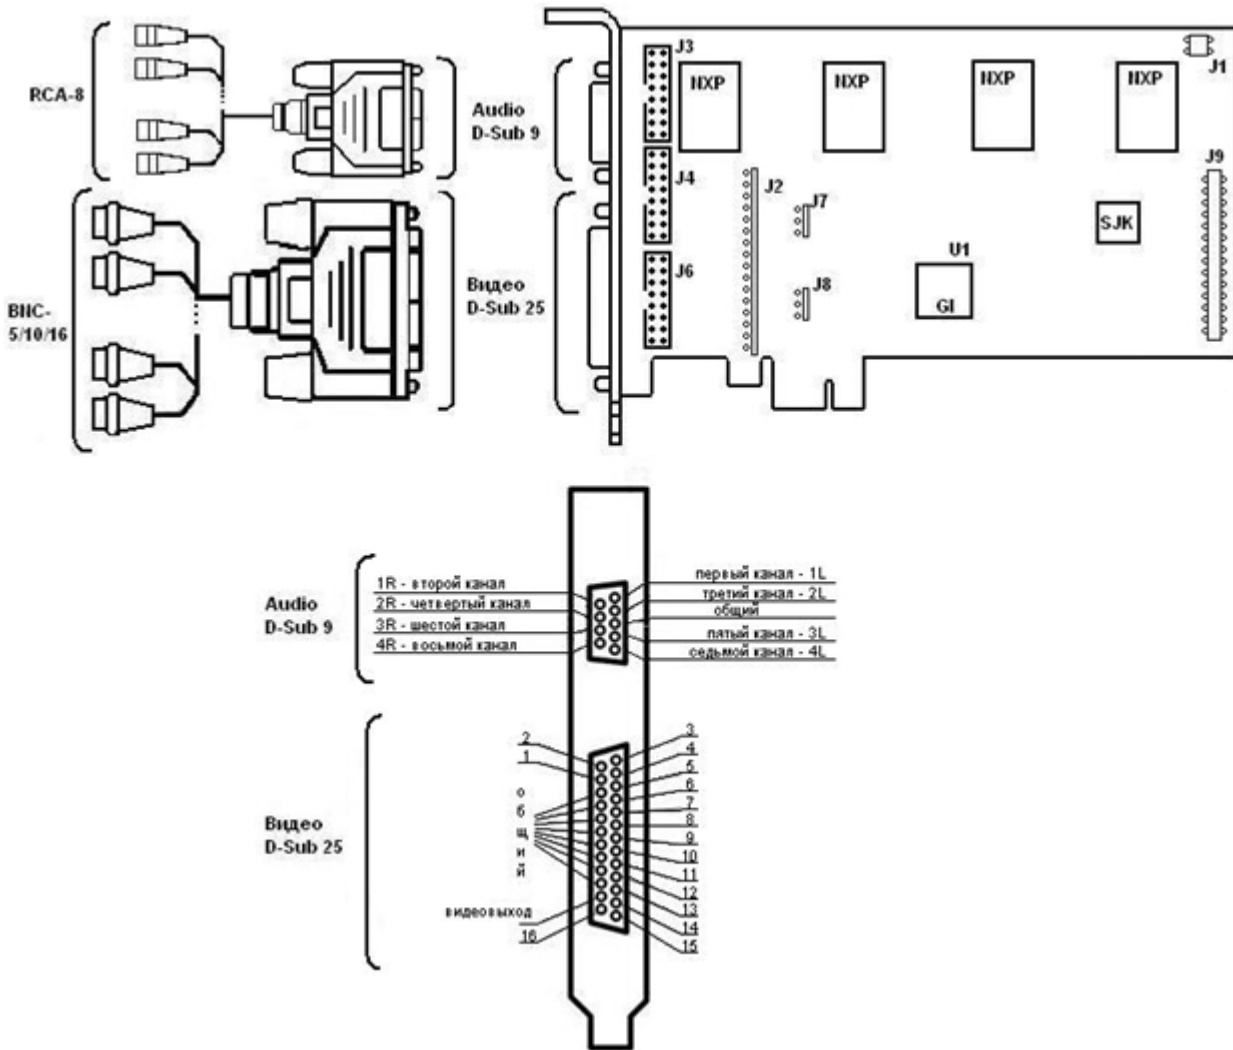 RCA-8
Audio
D-Sub 9
BNC-
5/10/16
Видео
D-Sub 25
J3
NXP
NXP
NXP
NXP
J1
J4
J2
J7
J9
SJK
J6
J8
U1
GI
Audio
D-Sub 9
1R - второй канал
2R - четвертый канал
3R - шестой канал
4R - восьмой канал
первый канал - 1L
третий канал - 2L
общий
пятый канал - 3L
седьмой канал - 4L
Видео
D-Sub 25
2
1
общий
видеовыход
16
3
4
5
6
7
8
9
10
11
12
13
14
15